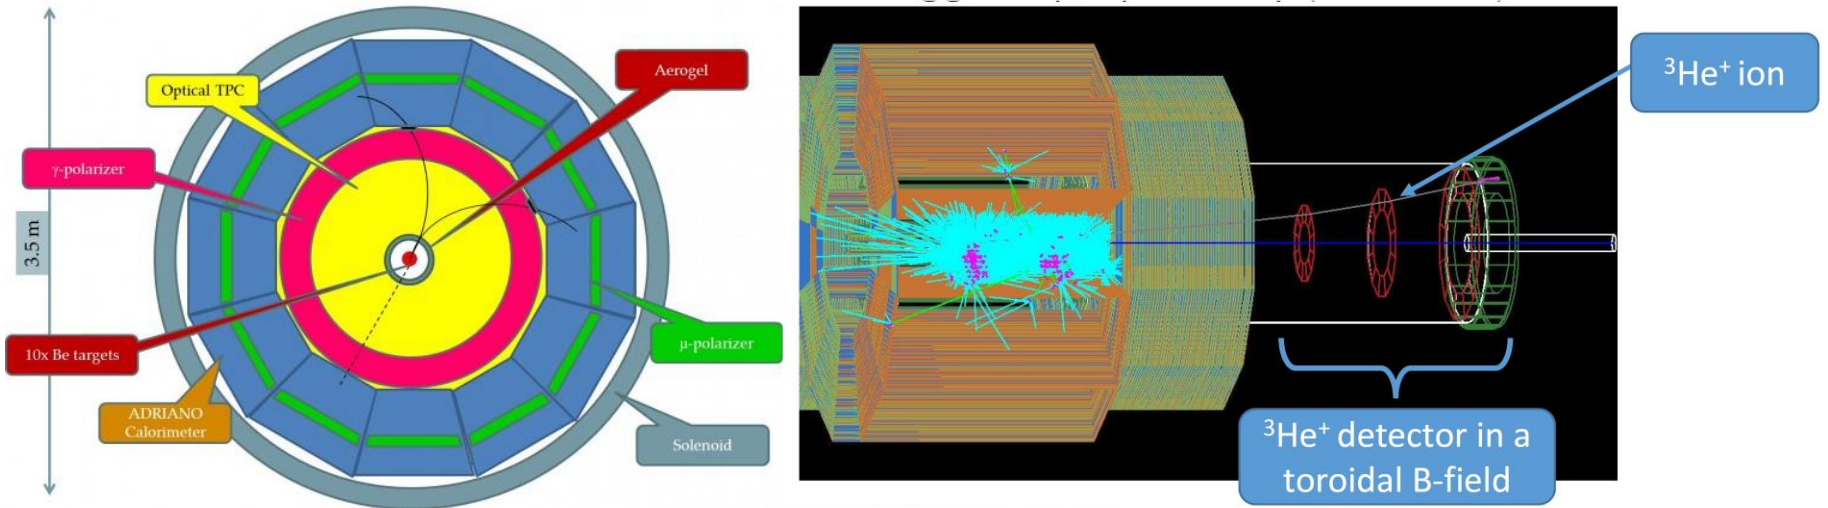 Optical TPC
Aerogel
γ-polarizer
3.5 m
10x Be targets
μ-polarizer
ADRIANO
Calorimeter
Solenoid
³He⁺ ion
³He⁺ detector in a
toroidal B-field